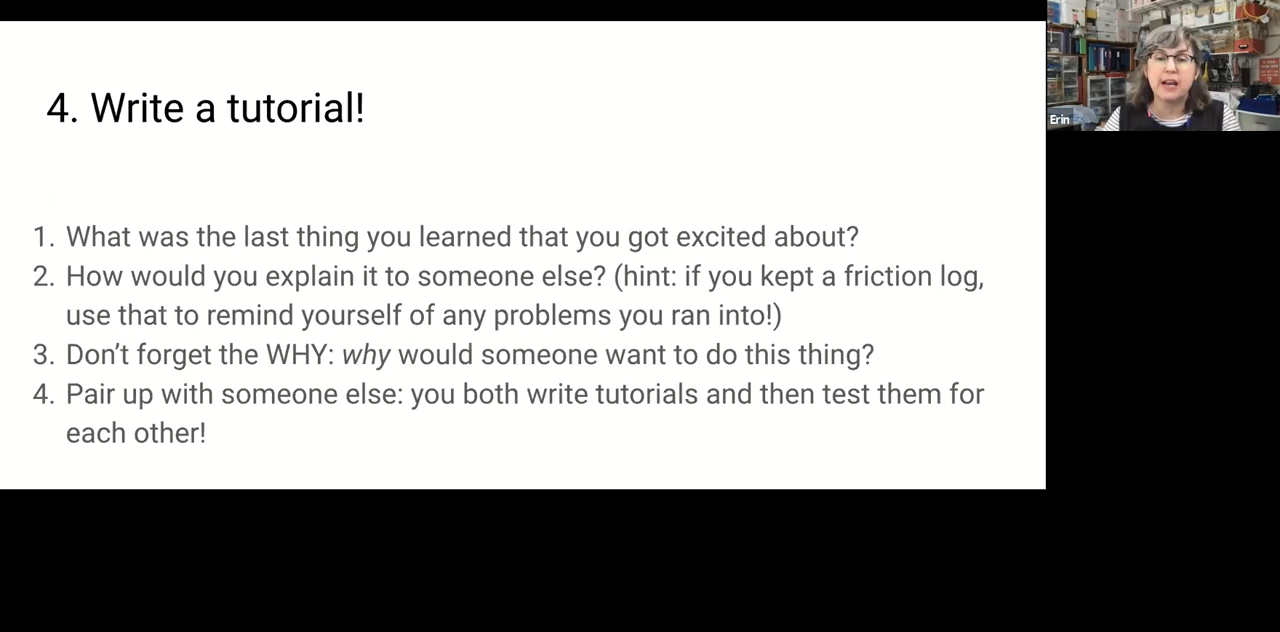 4. Write a tutorial!
Erin
1. What was the last thing you learned that you got excited about?
2. How would you explain it to someone else? (hint: if you kept a friction log,
use that to remind yourself of any problems you ran into!)
3. Don’t forget the WHY: why would someone want to do this thing?
4. Pair up with someone else: you both write tutorials and then test them for
each other!